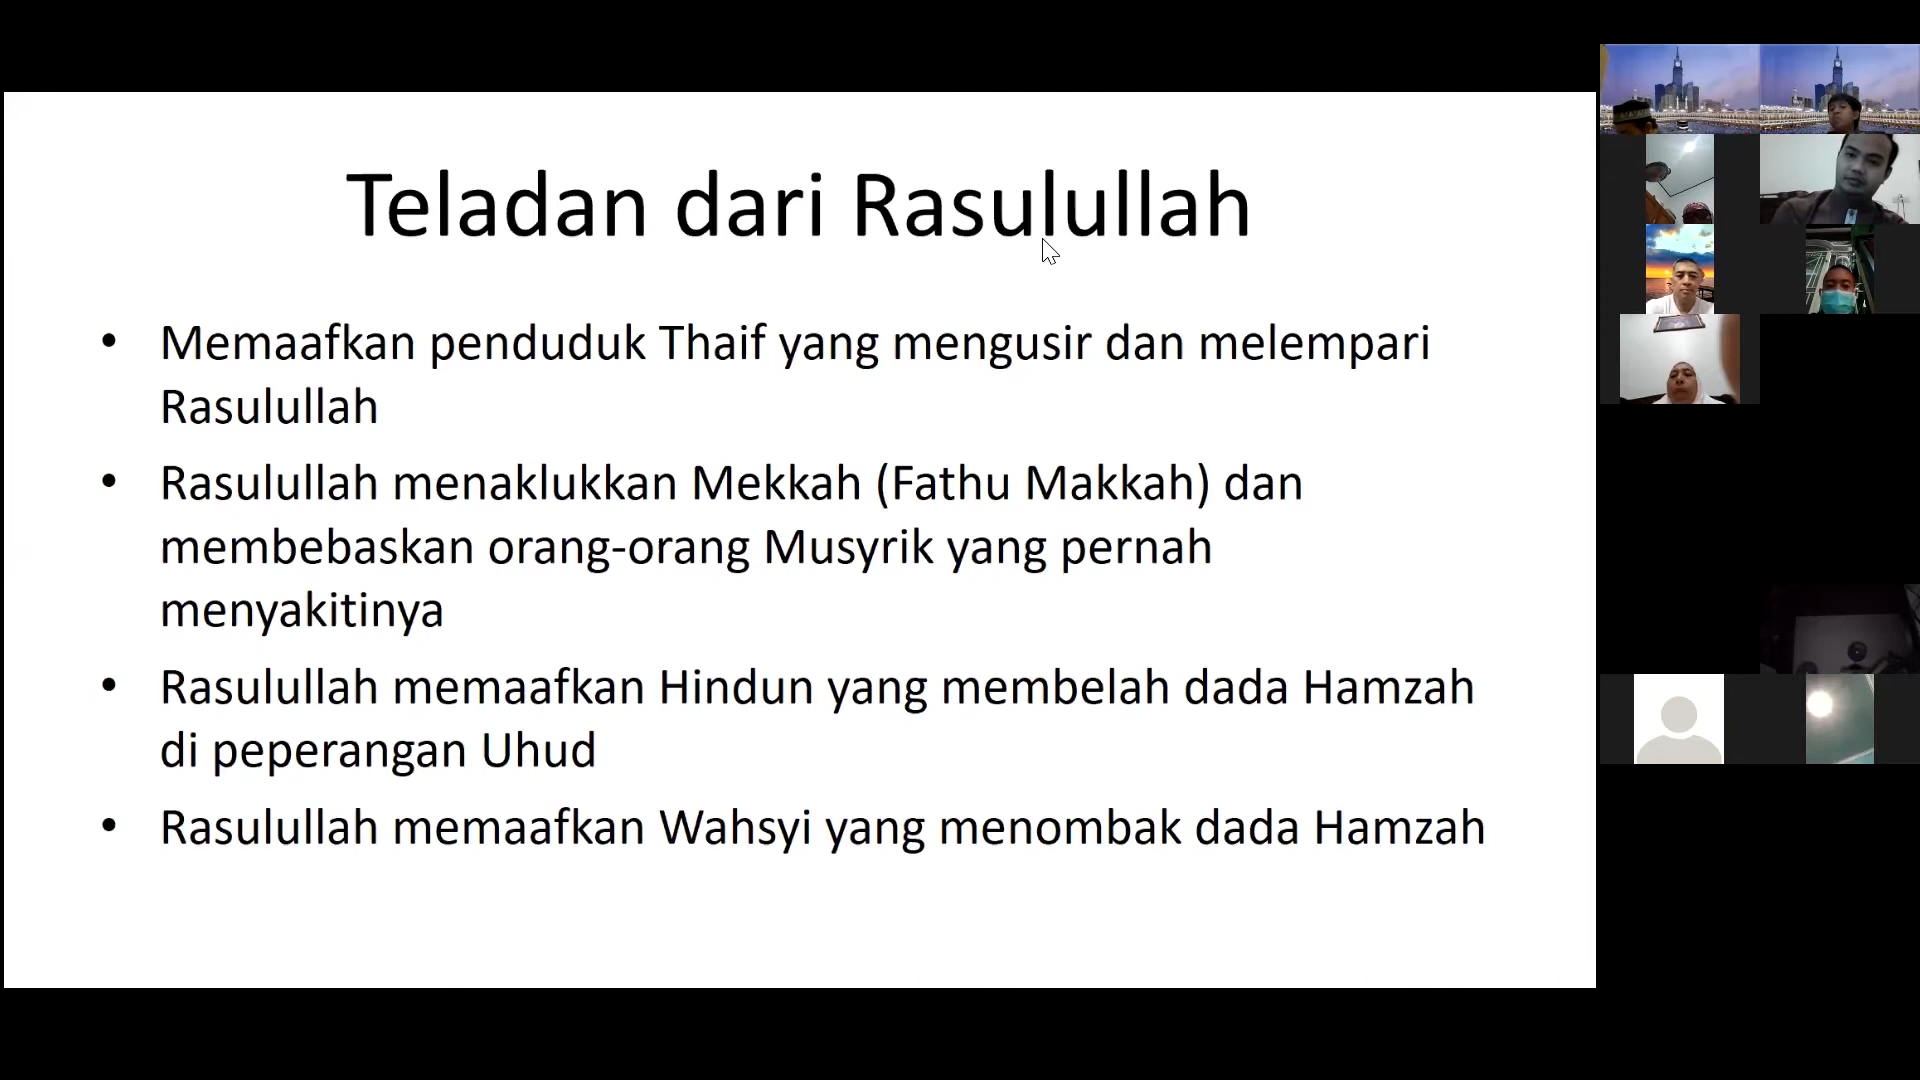 Teladan dari Rasulullah
• Memaafkan penduduk Thaif yang mengusir dan melempari
Rasulullah
• Rasulullah menaklukkan Mekkah (Fathu Makkah) dan
membebaskan orang-orang Musyrik yang pernah
menyakitinya
• Rasulullah memaafkan Hindun yang membelah dada Hamzah
di peperangan Uhud
• Rasulullah memaafkan Wahsyi yang menombak dada Hamzah